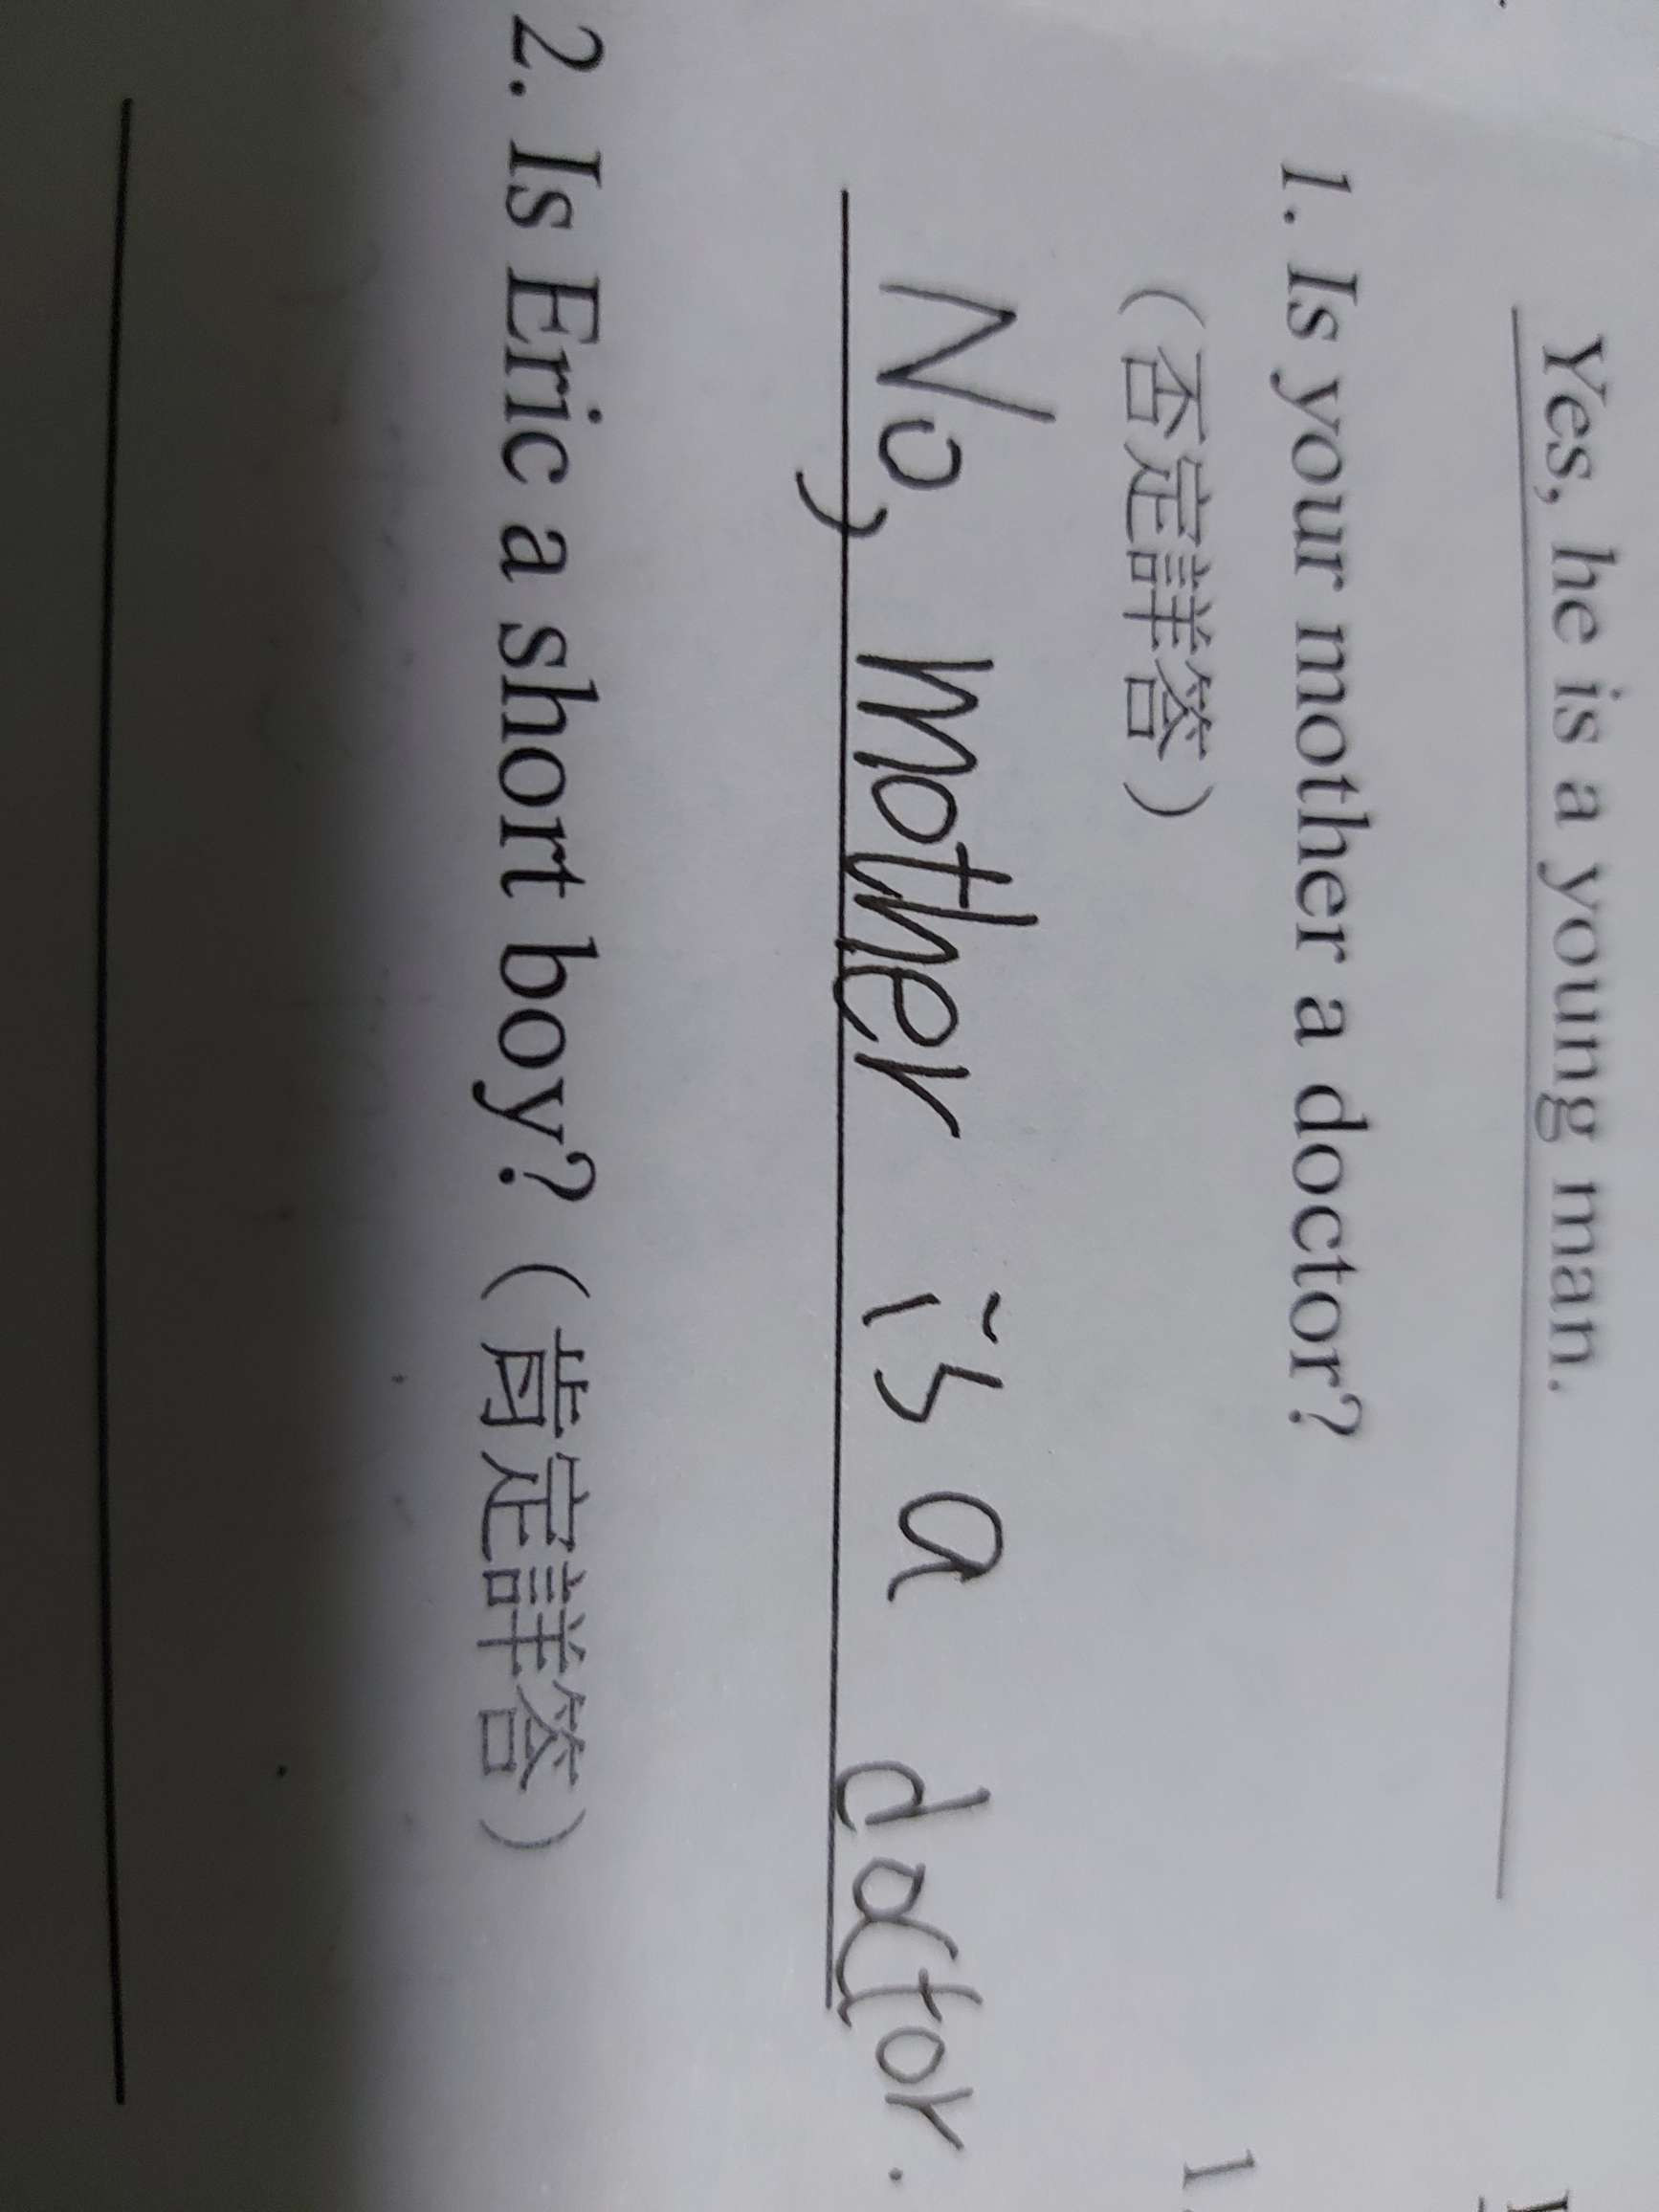 Yes, he is a young man.
1. Is your mother a doctor?
(否定詳答)
No, mother is a doctor.
2. Is Eric a short boy? (肯定詳答)
1